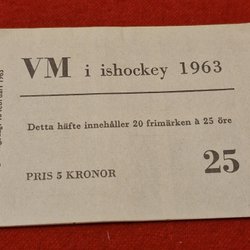 VM i ishockey 1963
Detta häfte innehåller 20 frimärken à 25 öre
25
PRIS 5 KRONOR